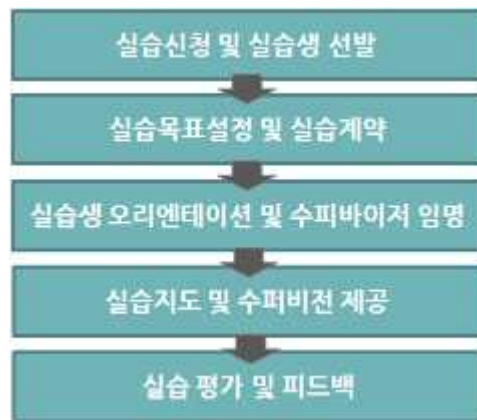 실습신청 및 실습생 선발
실습목표설정 및 실습계약
실습생 오리엔테이션 및 수피바이저 임명
실습지도 및 수퍼비전 제공
실습 평가 및 피드백